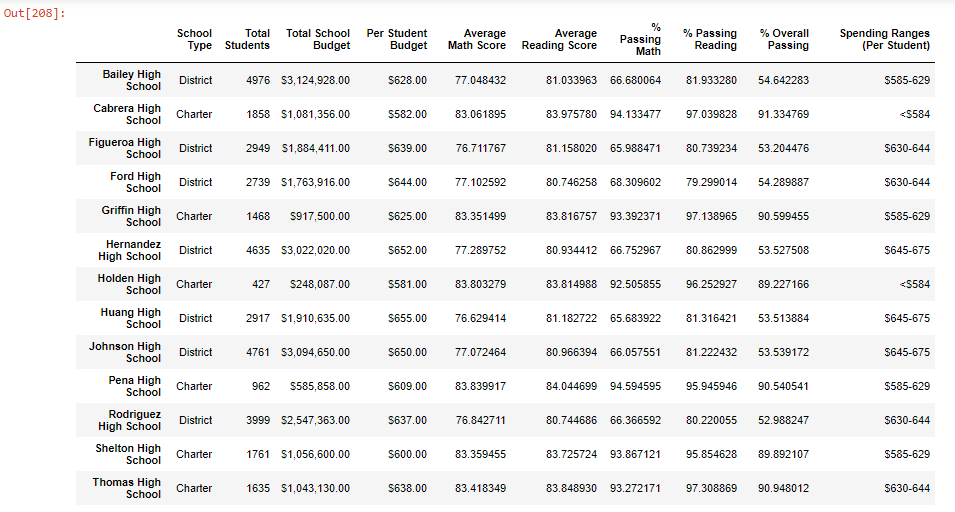 Out[208]:
School Type Total Students Total School Budget Per Student Budget Average Math Score Average Reading Score % Passing Math % Passing Reading % Overall Passing Spending Ranges (Per Student)
Bailey High School District 4976 $3,124,928.00 $628.00 77.048432 81.033963 66.680064 81.933280 54.642283 $585-629
Cabrera High School Charter 1858 $1,081,356.00 $582.00 83.061895 83.975780 94.133477 97.039828 91.334769 <$584
Figueroa High School District 2949 $1,884,411.00 $639.00 76.711767 81.158020 65.988471 80.739234 53.204476 $630-644
Ford High School District 2739 $1,763,916.00 $644.00 77.102592 80.746258 68.309602 79.299014 54.289887 $630-644
Griffin High School Charter 1468 $917,500.00 $625.00 83.351499 83.816757 93.392371 97.138965 90.599455 $585-629
Hernandez High School District 4635 $3,022,020.00 $652.00 77.289752 80.934412 66.752967 80.862999 53.527508 $645-675
Holden High School Charter 427 $248,087.00 $581.00 83.803279 83.814988 92.505855 96.252927 89.227166 <$584
Huang High School District 2917 $1,910,635.00 $655.00 76.629414 81.182722 65.683922 81.316421 53.513884 $645-675
Johnson High School District 4761 $3,094,650.00 $650.00 77.072464 80.966394 66.057551 81.222432 53.539172 $645-675
Pena High School Charter 962 $585,858.00 $609.00 83.839917 84.044699 94.594595 95.945946 90.540541 $585-629
Rodriguez High School District 3999 $2,547,363.00 $637.00 76.842711 80.744686 66.366592 80.220055 52.988247 $630-644
Shelton High School Charter 1761 $1,056,600.00 $600.00 83.359455 83.725724 93.867121 95.854628 89.892107 $585-629
Thomas High School Charter 1635 $1,043,130.00 $638.00 83.418349 83.848930 93.272171 97.308869 90.948012 $630-644